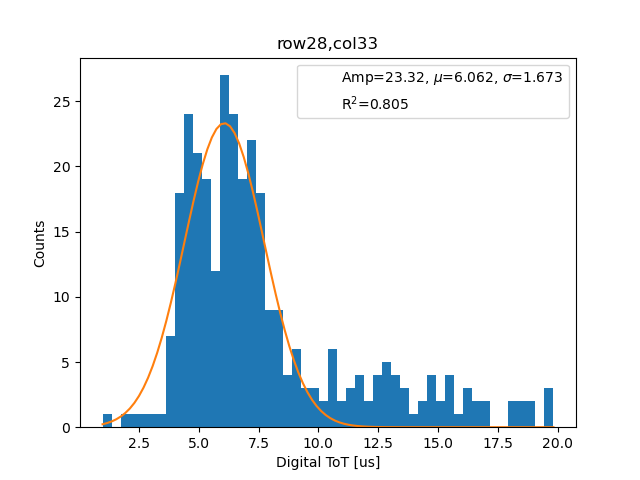 row28,col33
Amp=23.32, μ=6.062, σ=1.673
R²=0.805
Counts
25
20
15
10
5
0
2.5 5.0 7.5 10.0 12.5 15.0 17.5 20.0
Digital ToT [us]